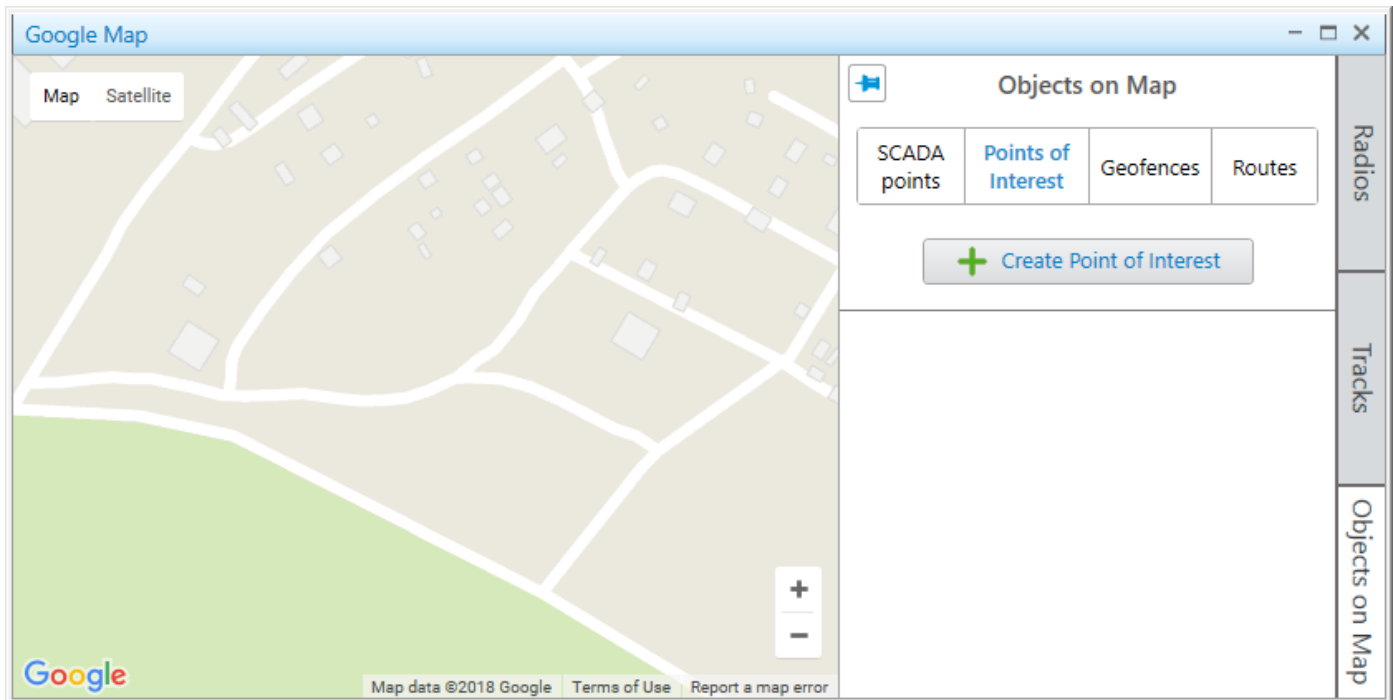 Google Map
Map Satellite
Objects on Map
SCADA
points
Points of
Interest
Geofences
Routes
Create Point of Interest
Radios
Tracks
Objects on Map
Google
Map data ©2018 Google Terms of Use Report a map error